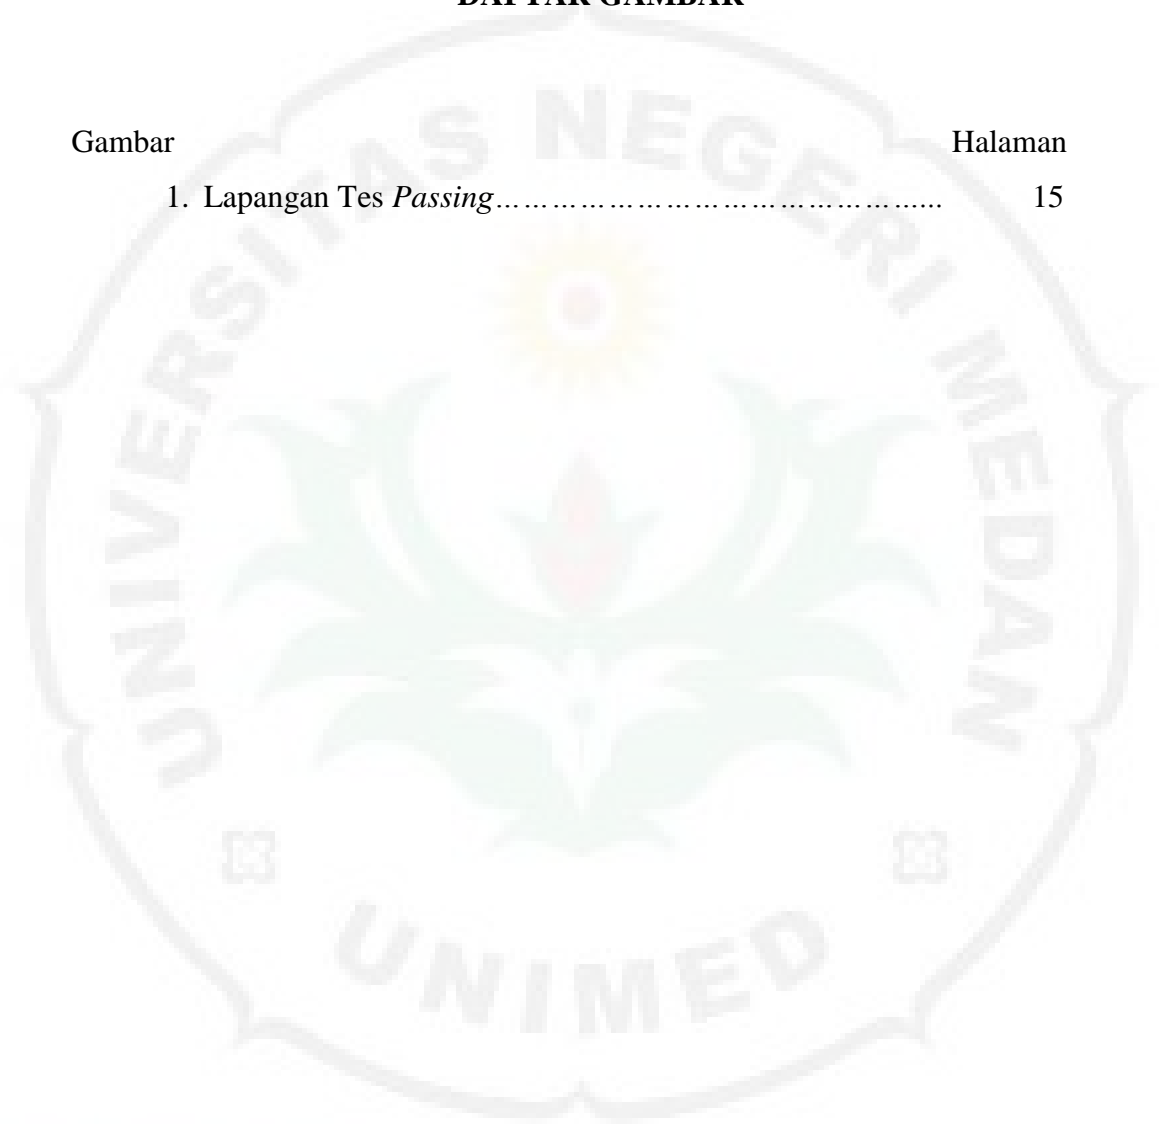 DAFTAR GAMBAR
Gambar Halaman
1. Lapangan Tes Passing……………………………………...... 15
UNIVERSITAS NEGERI MEDAN
UNIMED